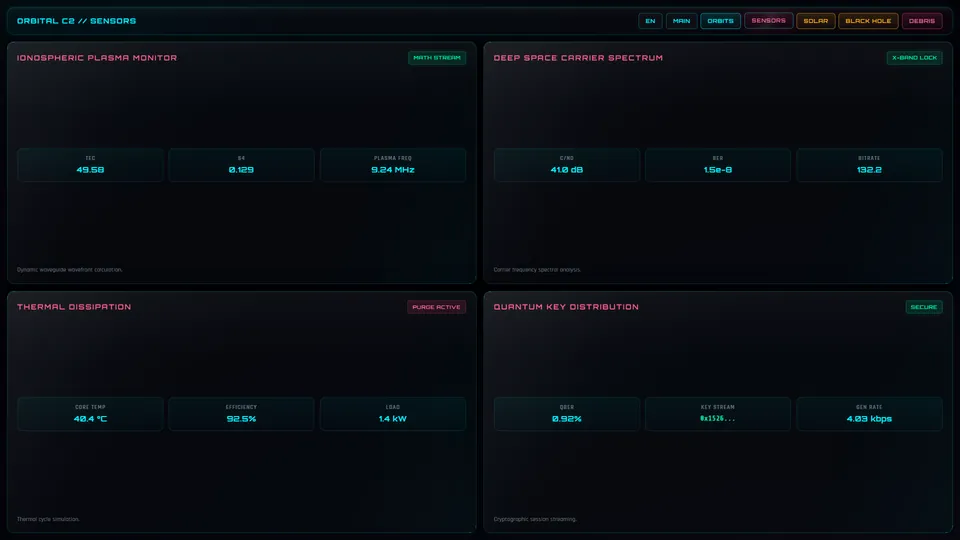 ORBITAL C2 // SENSORS
EN
MAIN
ORBITS
SENSORS
SOLAR
BLACK HOLE
DEBRIS
IONOSPHERIC PLASMA MONITOR
MATH STREAM
TEC
49.58
S4
0.129
PLASMA FREQ
9.24 MHz
Dynamic waveguide wavefront calculation.
DEEP SPACE CARRIER SPECTRUM
X-BAND LOCK
C/N0
41.0 dB
BER
1.5e-8
BITRATE
132.2
Carrier frequency spectral analysis.
THERMAL DISSIPATION
PURGE ACTIVE
CORE TEMP
40.4 °C
EFFICIENCY
92.5%
LOAD
1.4 kW
Thermal cycle simulation.
QUANTUM KEY DISTRIBUTION
SECURE
QBER
0.92%
KEY STREAM
0x1526...
GEN RATE
4.03 kbps
Cryptographic session streaming.